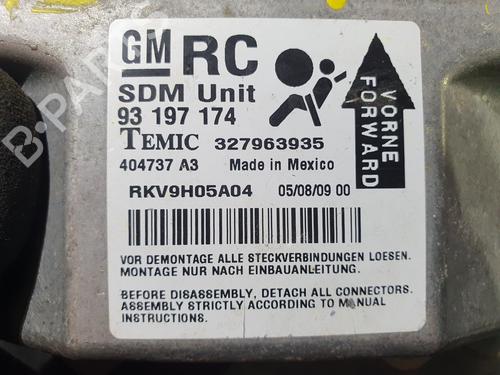 GM RC
SDM Unit
93 197 174
TEMIC 327963935
404737 A3 Made in Mexico
RKV9H05A04 05/08/09 00
VORNE
FORWARD
VOR DEMONTAGE ALLE STECKVERBINDUNGEN LOESEN.
MONTAGE NUR NACH EINBAUANLEITUNG.
BEFORE DISASSEMBLY, DETACH ALL CONNECTORS.
ASSEMBLY STRICTLY ACCORDING TO MANUAL
INSTRUCTIONS.